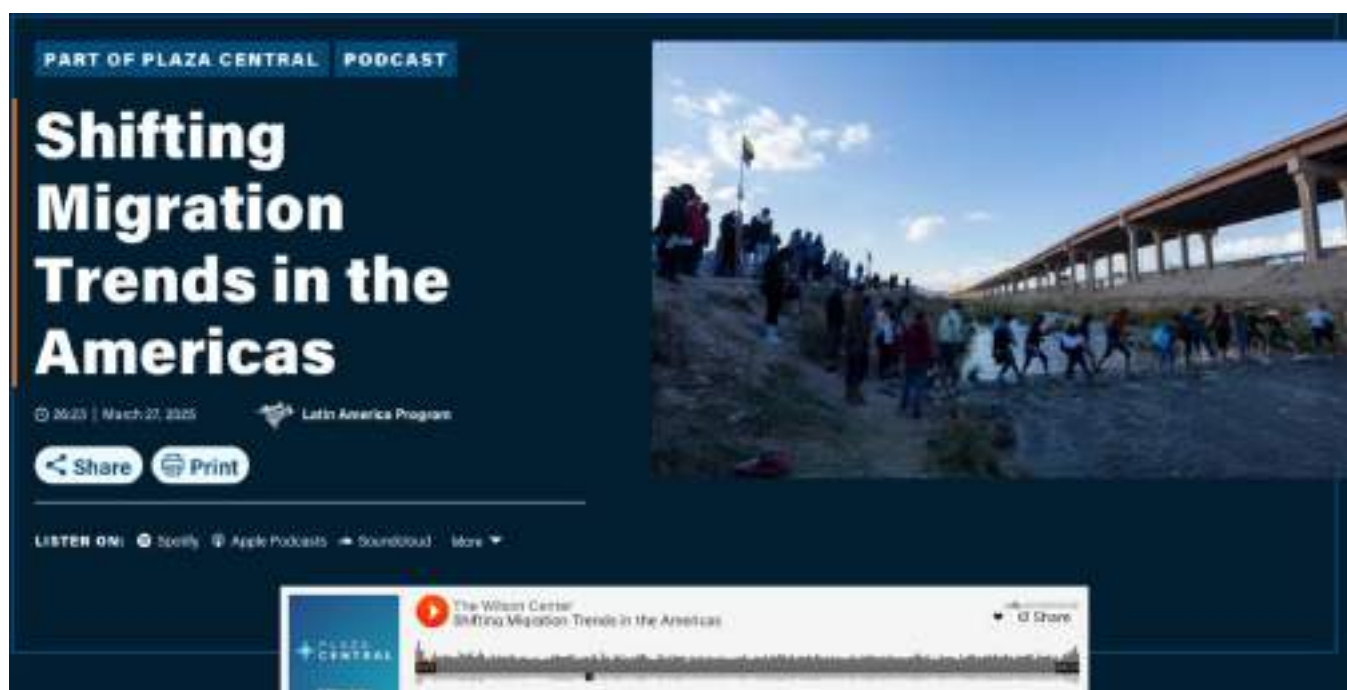 PART OF PLAZA CENTRAL PODCAST
Shifting
Migration
Trends in the
Americas
26:23 | March 27, 2025 Latin America Program
Share Print
LISTEN ON: Spotify Apple Podcasts Soundcloud More
The Wilson Center
Shifting Migration Trends in the Americas
Share
PLAZA
CENTRAL